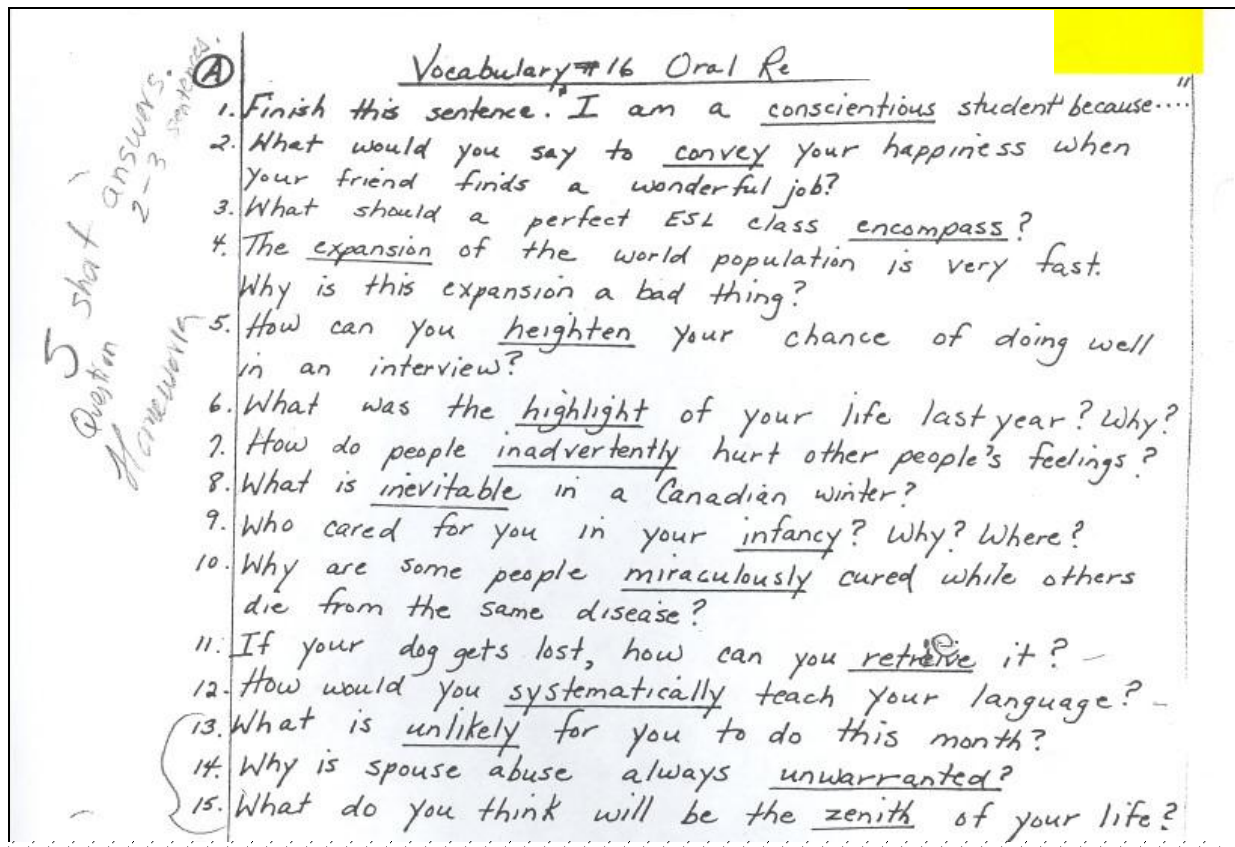 answers.
2-3 sentences.
5 short
Question
Homework
A
Vocabulary #16 Oral Re
1. Finish this sentence. "I am a conscientious student because...."
2. What would you say to convey your happiness when
your friend finds a wonderful job?
3. What should a perfect ESL class encompass?
4. The expansion of the world population is very fast.
Why is this expansion a bad thing?
5. How can you heighten your chance of doing well
in an interview?
6. What was the highlight of your life last year? Why?
7. How do people inadvertently hurt other people's feelings?
8. What is inevitable in a Canadian winter?
9. Who cared for you in your infancy? Why? Where?
10. Why are some people miraculously cured while others
die from the same disease?
11. If your dog gets lost, how can you retrieve it? -
12. How would you systematically teach your language? -
13. What is unlikely for you to do this month?
14. Why is spouse abuse always unwarranted?
15. What do you think will be the zenith of your life?